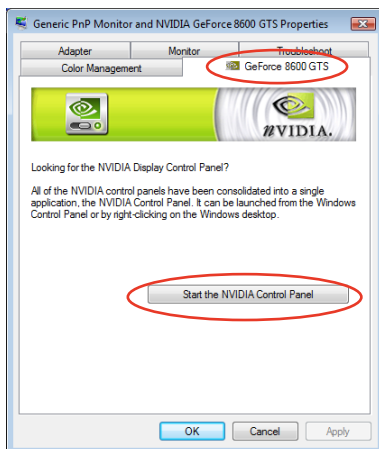 Generic PnP Monitor and NVIDIA GeForce 8600 GTS Properties
Adapter Monitor Troubleshoot
Color Management GeForce 8600 GTS
NVIDIA.
Looking for the NVIDIA Display Control Panel?
All of the NVIDIA control panels have been consolidated into a single
application, the NVIDIA Control Panel. It can be launched from the Windows
Control Panel or by right-clicking on the Windows desktop.
Start the NVIDIA Control Panel
OK Cancel Apply